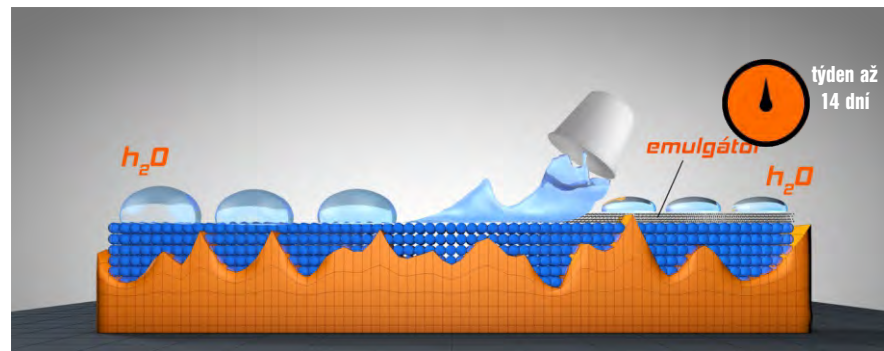 týden až
14 dní
h₂O
emulgátor
h₂O